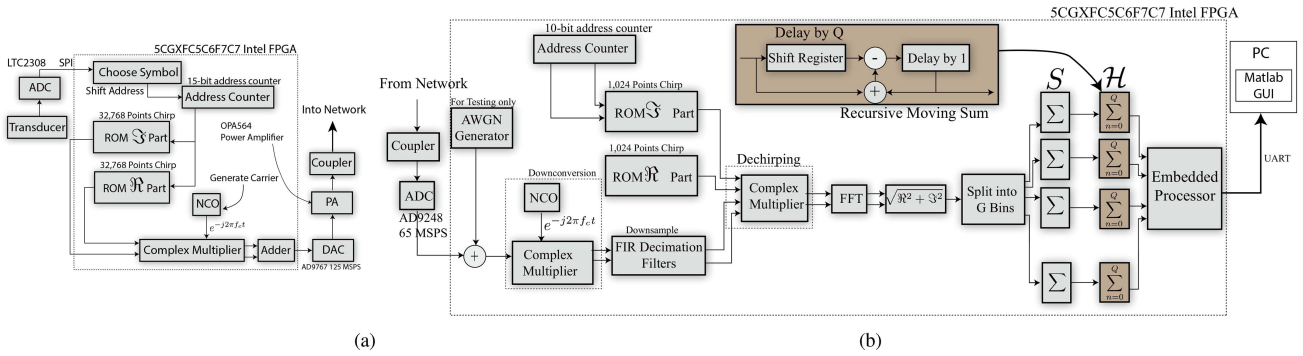 5CGXFC5C6F7C7 Intel FPGA
LTC2308 SPI
ADC
Transducer
Choose Symbol
Shift Address
15-bit address counter
Address Counter
32,768 Points Chirp
ROM ℑ Part
32,768 Points Chirp
ROM ℜ Part
OPA564
Power Amplifier
Into Network
Coupler
Generate Carrier
NCO
PA
e^{-j2πf_c t}
Complex Multiplier
Adder
DAC
AD9767 125 MSPS
(a)
5CGXFC5C6F7C7 Intel FPGA
10-bit address counter
Address Counter
From Network
For Testing only
AWGN
Generator
Coupler
ADC
AD9248
65 MSPS
+
1,024 Points Chirp
ROM ℑ Part
1,024 Points Chirp
ROM ℜ Part
Downconversion
NCO
e^{-j2πf_c t}
Complex
Multiplier
Downsample
FIR Decimation
Filters
Dechirping
Complex
Multiplier
FFT
√ℜ² + ℑ²
Split into
G Bins
Delay by Q
Shift Register
-
Delay by 1
+
Recursive Moving Sum
S
ℋ
∑
∑
∑
∑
Q
∑
n=0
Q
∑
n=0
Q
∑
n=0
Q
∑
n=0
Embedded
Processor
UART
PC
Matlab
GUI
(b)